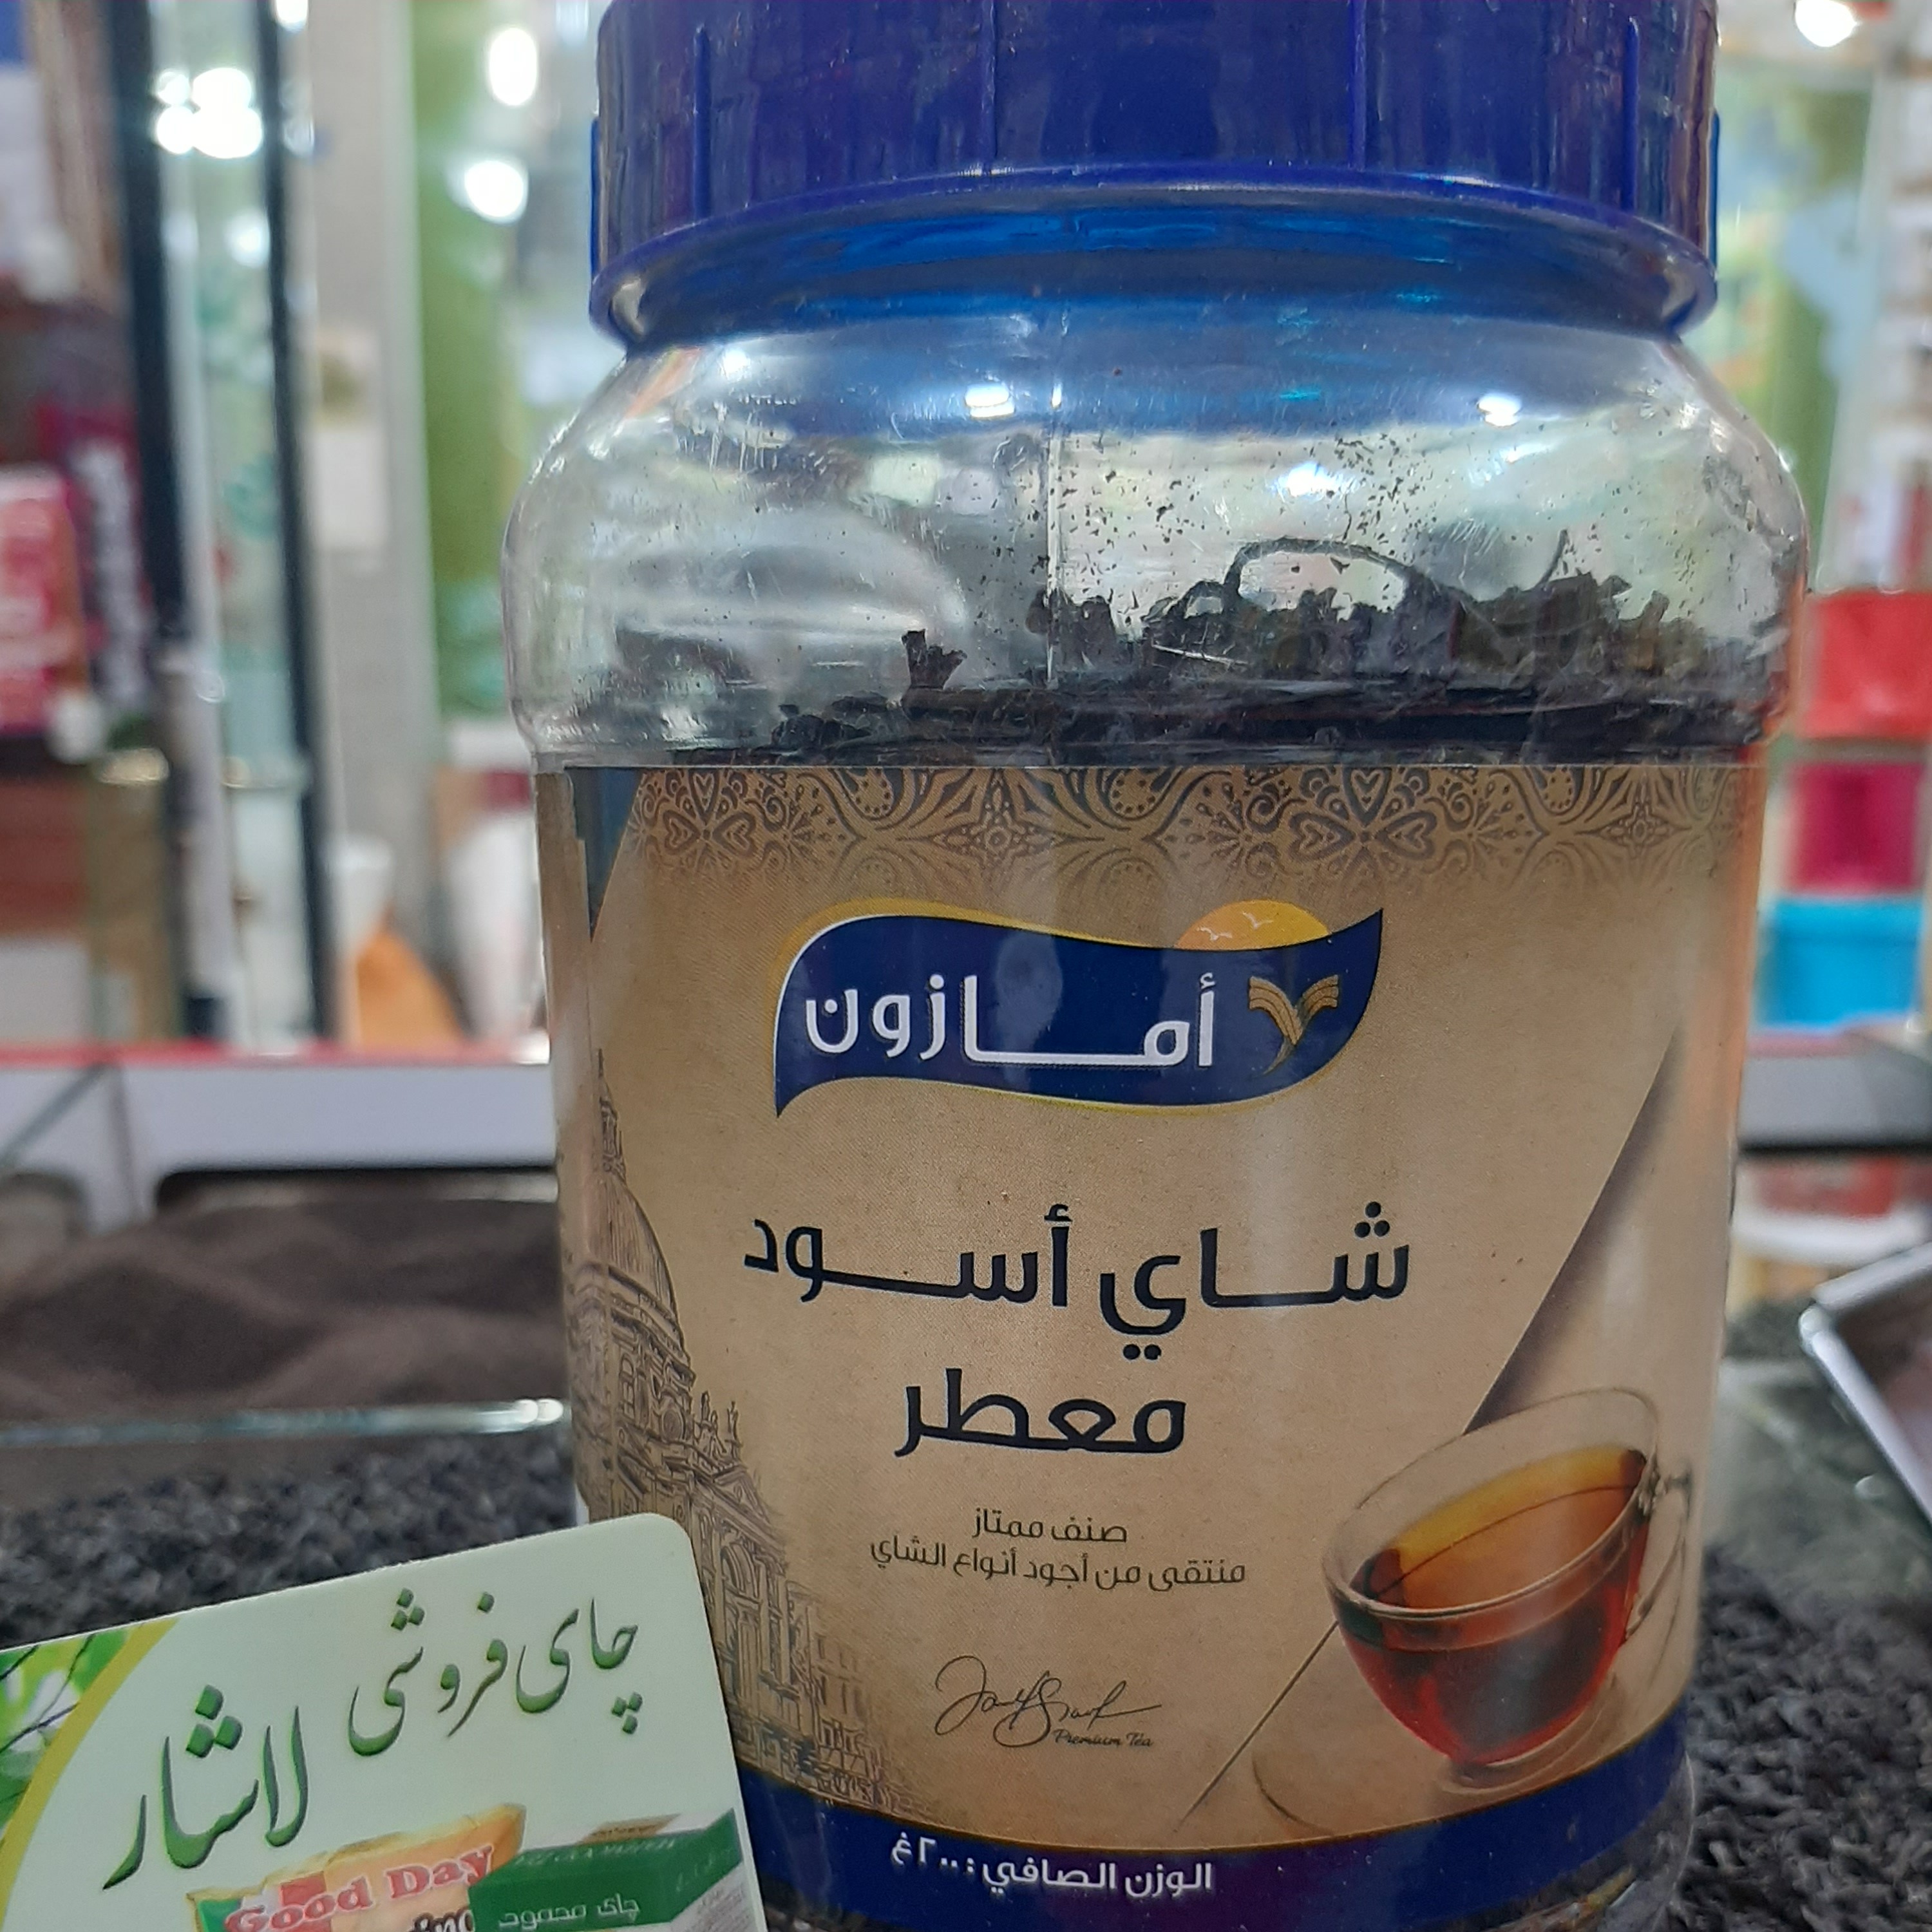 أمازون
شاي أسود
معطر
صنف ممتاز
منتقى من أجود أنواع الشاي
Premium Tea
الوزن الصافي: ٢٠٠غ
چای فروشی
لاشار
Good Day
چای محمود